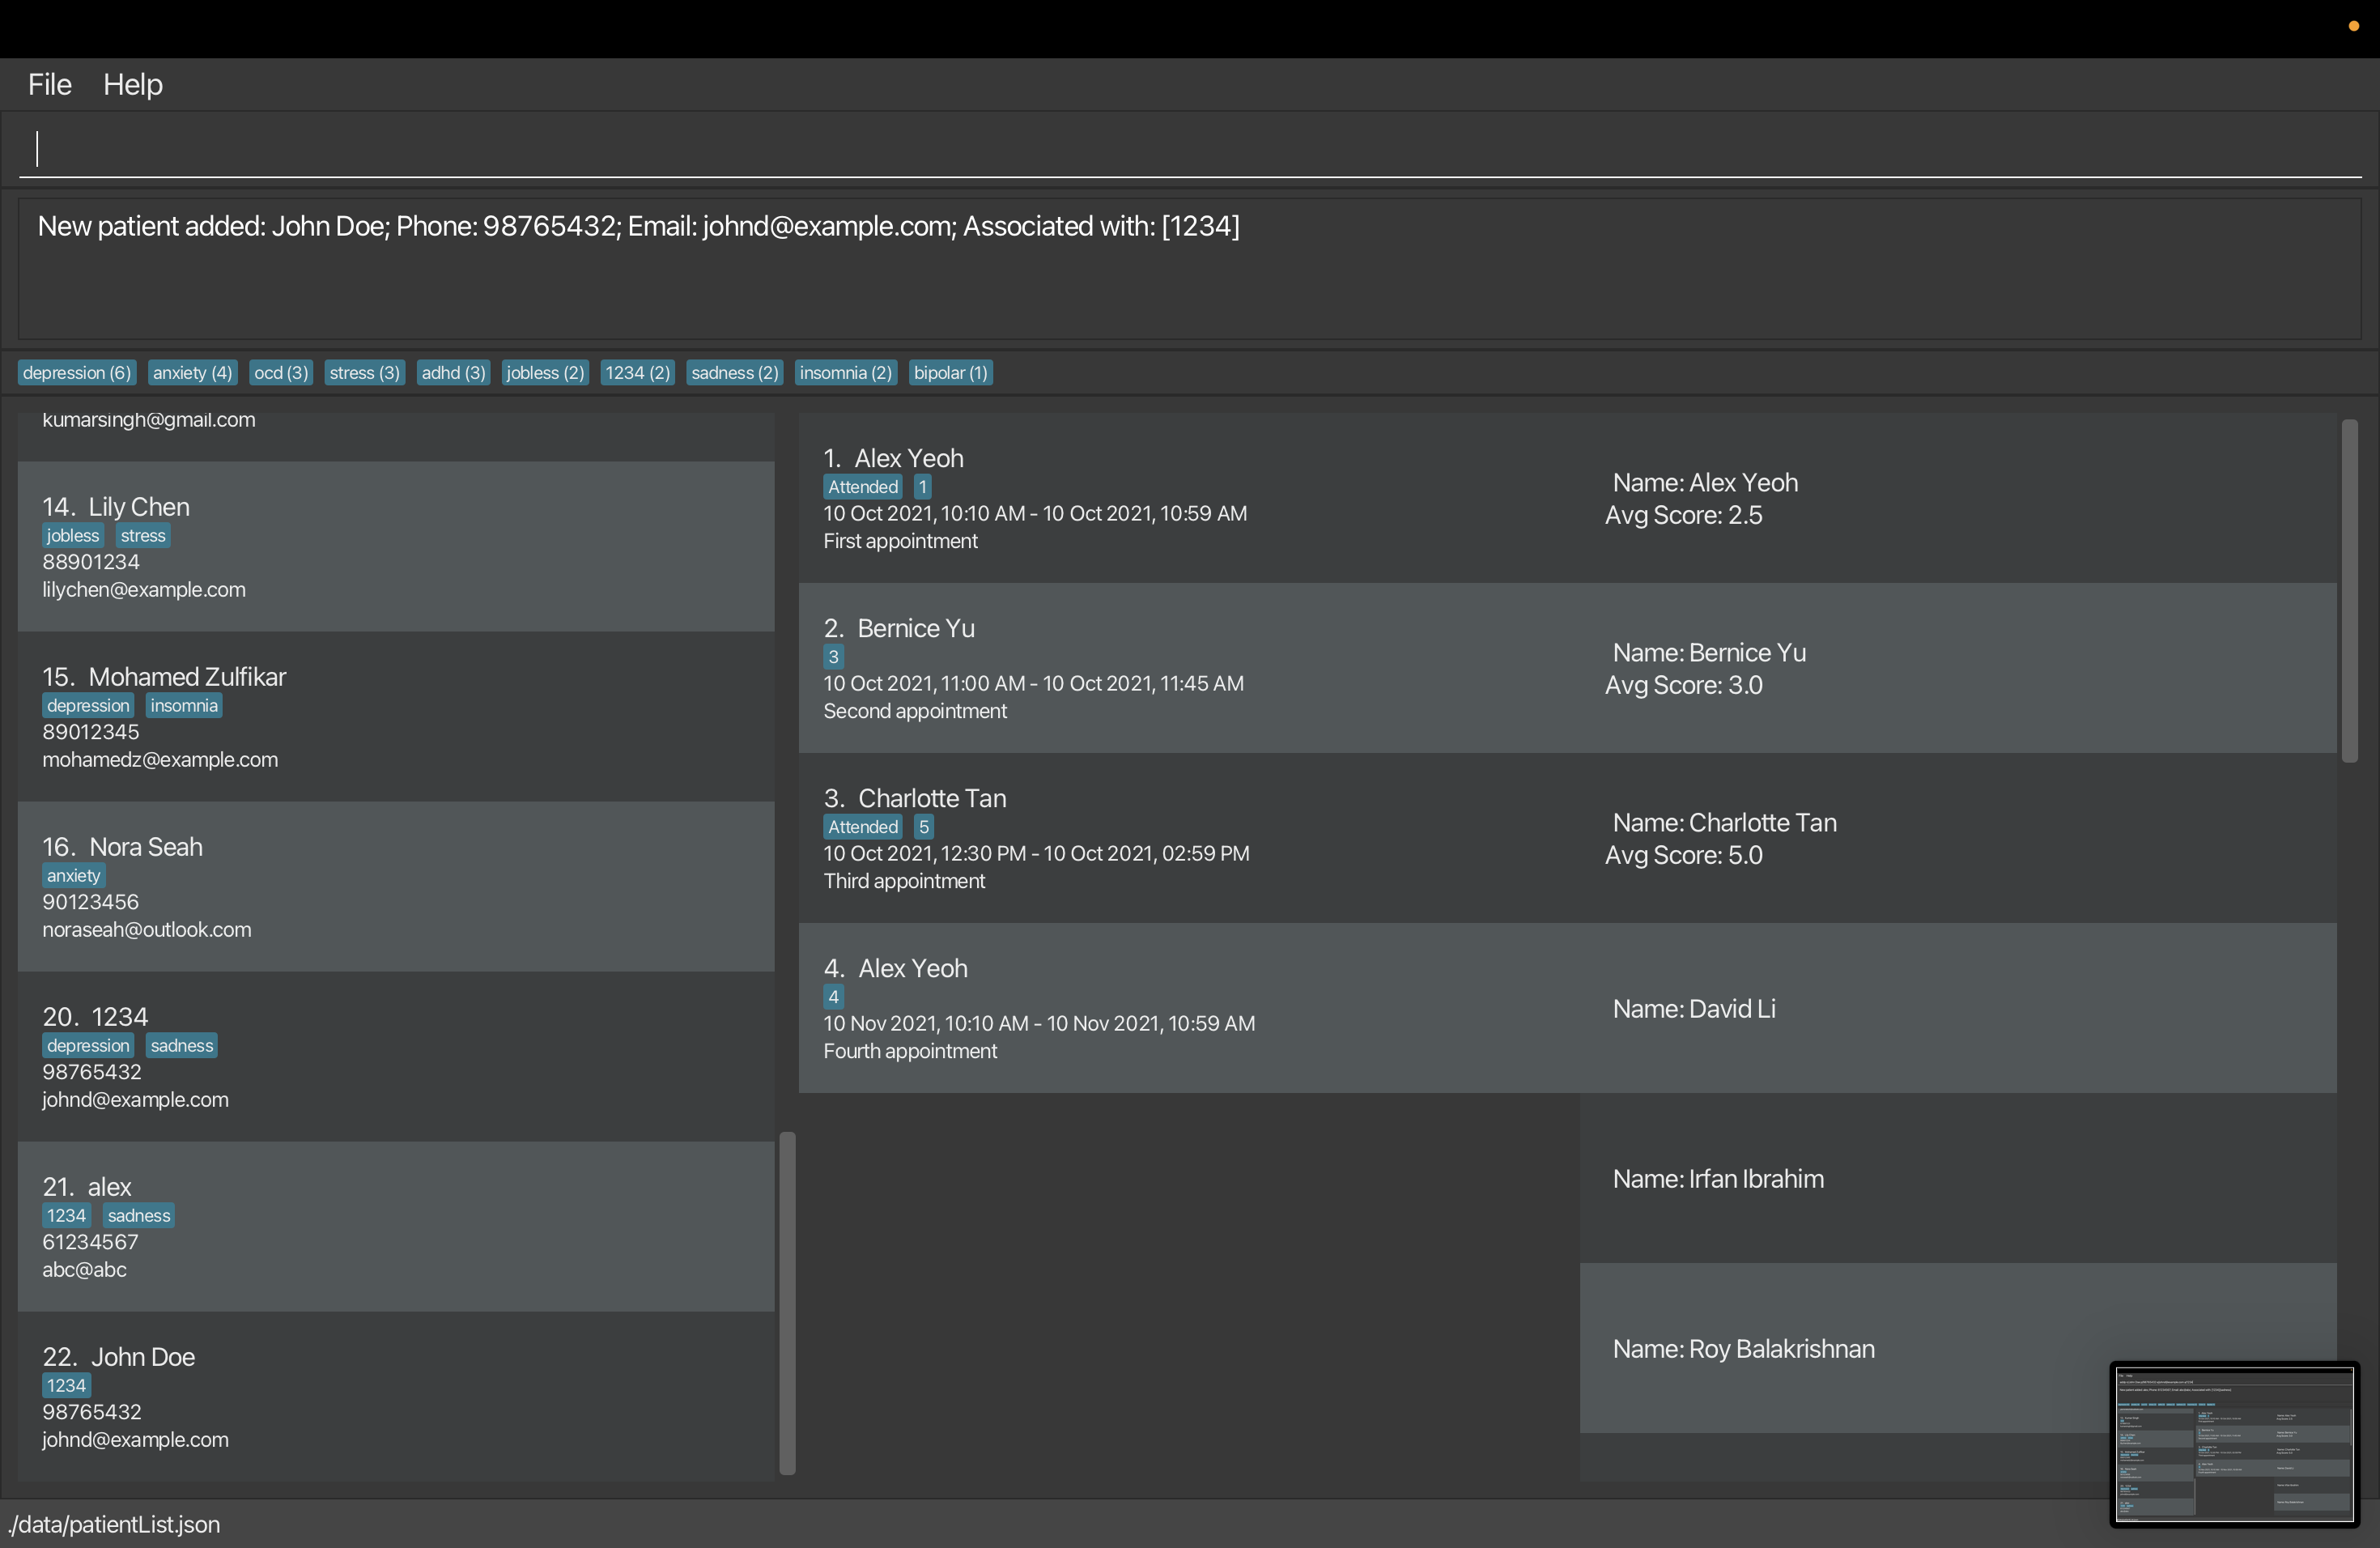 File Help
New patient added: John Doe; Phone: 98765432; Email: johnd@example.com; Associated with: [1234]
depression (6) anxiety (4) ocd (3) stress (3) adhd (3) jobless (2) 1234 (2) sadness (2) insomnia (2) bipolar (1)
kumarsingh@gmail.com
14. Lily Chen
jobless stress
88901234
lilychen@example.com
15. Mohamed Zulfikar
depression insomnia
89012345
mohamedz@example.com
16. Nora Seah
anxiety
90123456
noraseah@outlook.com
20. 1234
depression sadness
98765432
johnd@example.com
21. alex
1234 sadness
61234567
abc@abc
22. John Doe
1234
98765432
johnd@example.com
1. Alex Yeoh
Attended 1
10 Oct 2021, 10:10 AM - 10 Oct 2021, 10:59 AM
First appointment
2. Bernice Yu
3
10 Oct 2021, 11:00 AM - 10 Oct 2021, 11:45 AM
Second appointment
3. Charlotte Tan
Attended 5
10 Oct 2021, 12:30 PM - 10 Oct 2021, 02:59 PM
Third appointment
4. Alex Yeoh
4
10 Nov 2021, 10:10 AM - 10 Nov 2021, 10:59 AM
Fourth appointment
Name: Alex Yeoh
Avg Score: 2.5
Name: Bernice Yu
Avg Score: 3.0
Name: Charlotte Tan
Avg Score: 5.0
Name: David Li
Name: Irfan Ibrahim
Name: Roy Balakrishnan
./data/patientList.json